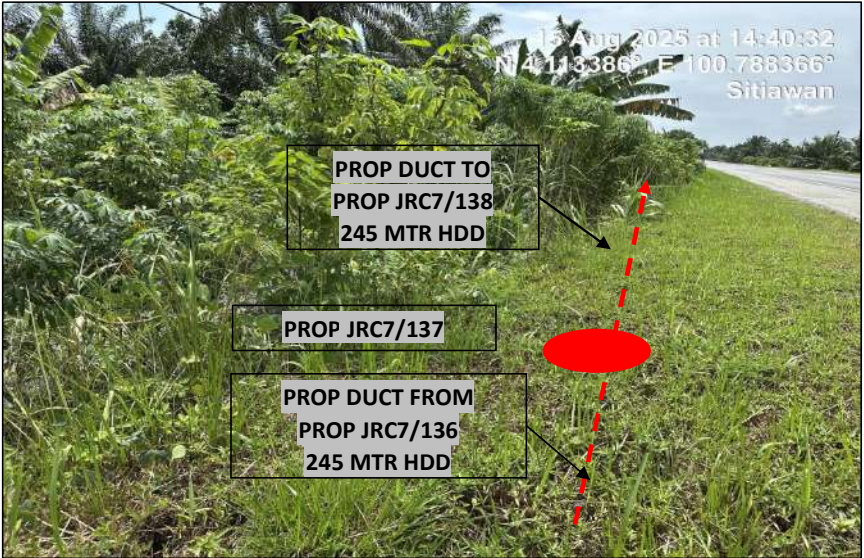 15 Aug 2025 at 14:40:32
N 4.113386°, E 100.788366°
Sitiawan
PROP DUCT TO
PROP JRC7/138
245 MTR HDD
PROP JRC7/137
PROP DUCT FROM
PROP JRC7/136
245 MTR HDD